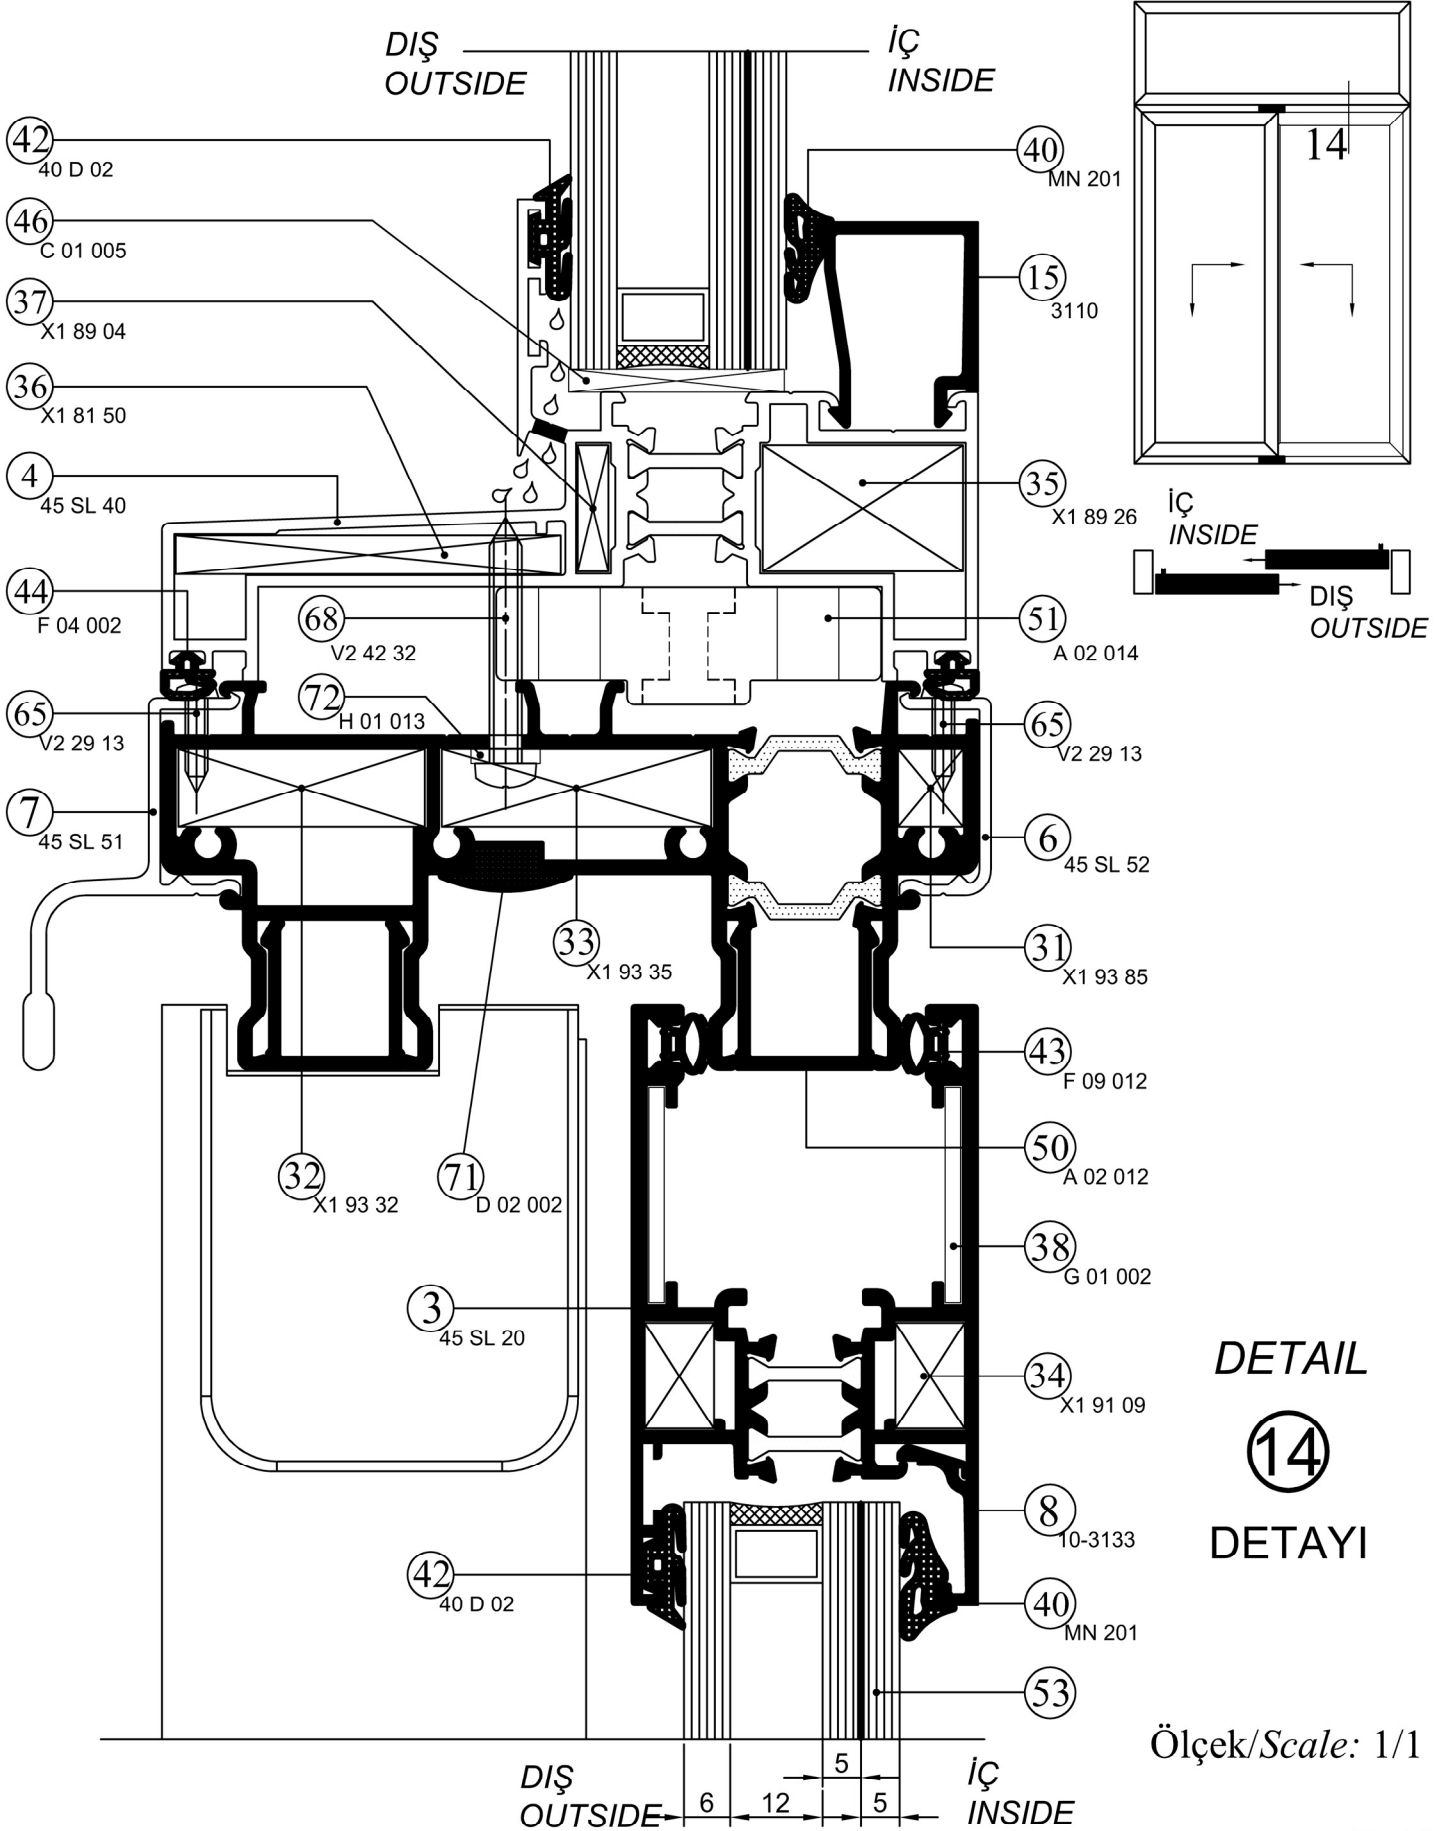 DIŞ
OUTSIDE
İÇ
INSIDE
42
40 D 02
46
C 01 005
37
X1 89 04
36
X1 81 50
4
45 SL 40
44
F 04 002
68
V2 42 32
72
H 01 013
65
V2 29 13
7
45 SL 51
40
MN 201
15
3110
35
X1 89 26
51
A 02 014
65
V2 29 13
6
45 SL 52
31
X1 93 85
33
X1 93 35
43
F 09 012
50
A 02 012
32
X1 93 32
71
D 02 002
38
G 01 002
3
45 SL 20
34
X1 91 09
8
10-3133
42
40 D 02
40
MN 201
53
5
6
12
5
DIŞ
OUTSIDE
İÇ
INSIDE
14
İÇ
INSIDE
DIŞ
OUTSIDE
DETAIL
14
DETAYI
Ölçek/Scale: 1/1